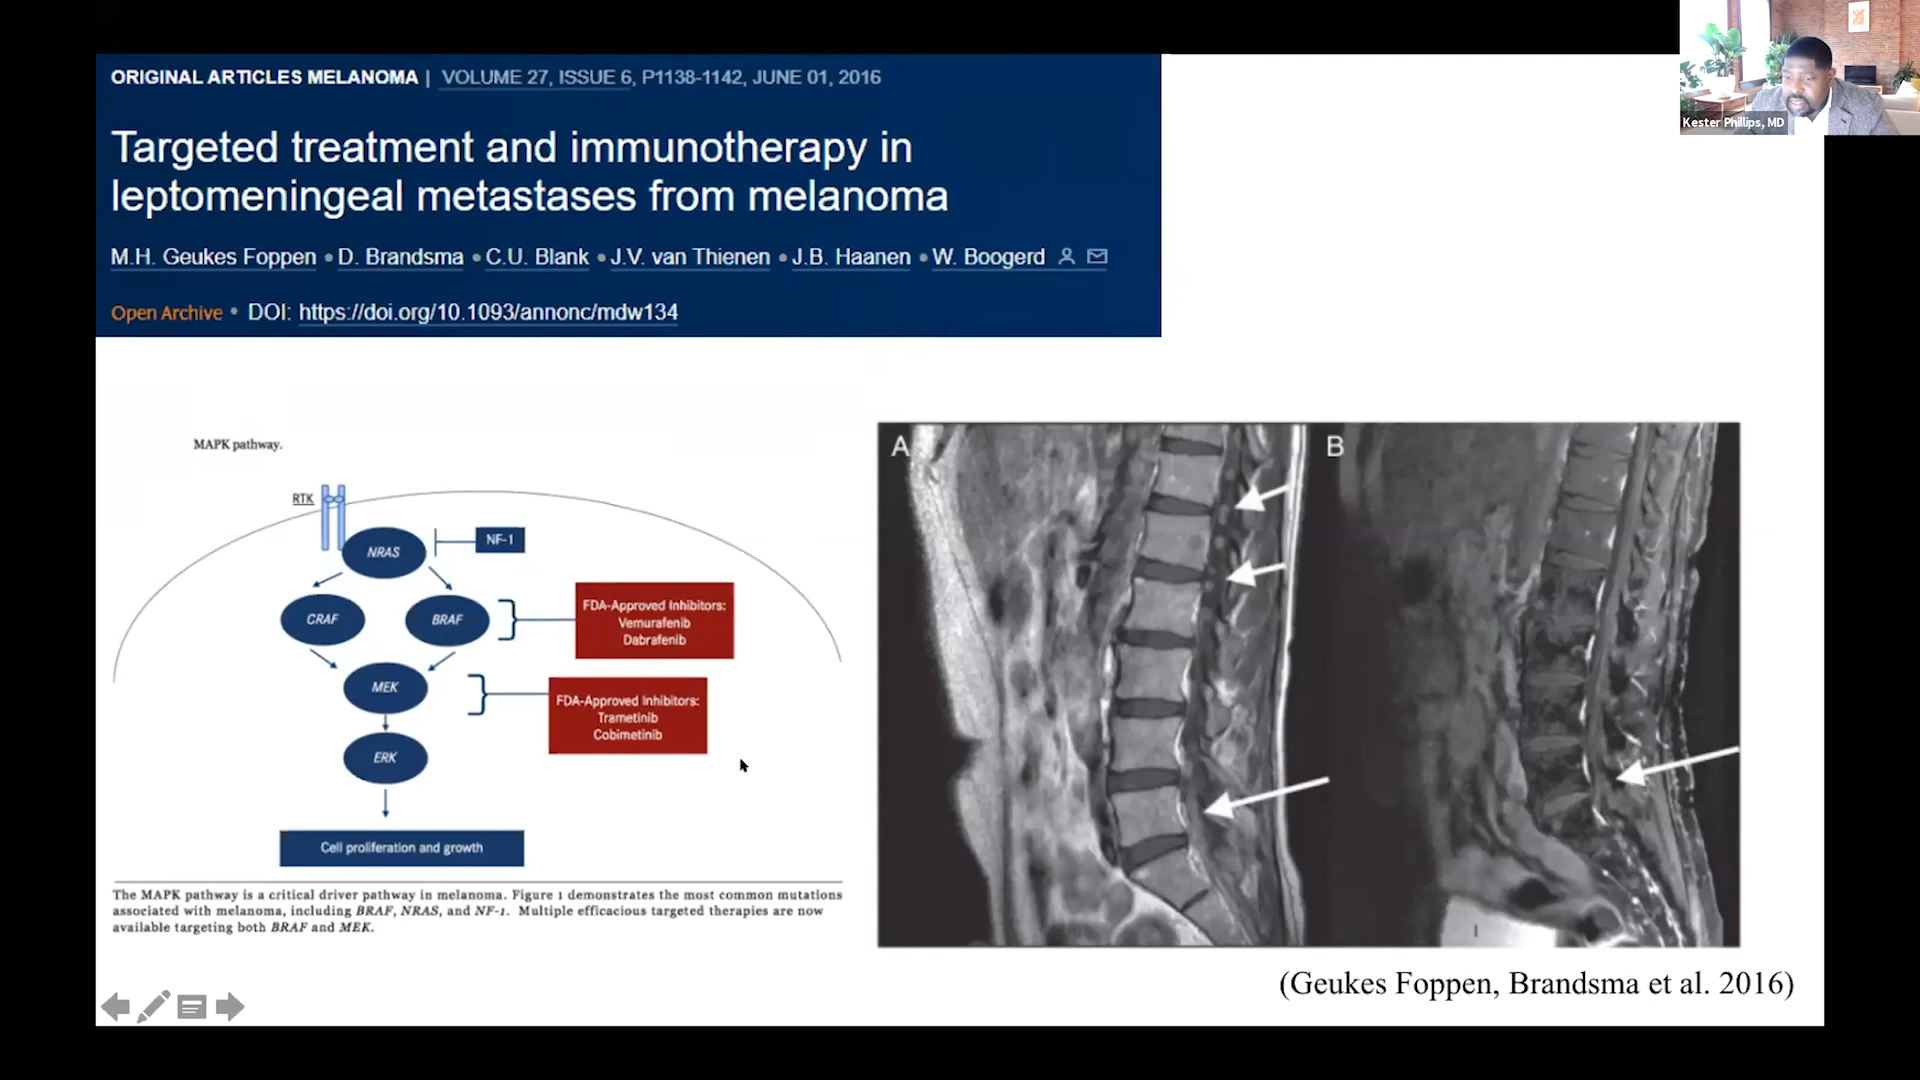 Kester Phillips, MD
ORIGINAL ARTICLES MELANOMA | VOLUME 27, ISSUE 6, P1138-1142, JUNE 01, 2016
Targeted treatment and immunotherapy in
leptomeningeal metastases from melanoma
M.H. Geukes Foppen • D. Brandsma • C.U. Blank • J.V. van Thienen • J.B. Haanen • W. Boogerd
Open Archive • DOI: https://doi.org/10.1093/annonc/mdw134
MAPK pathway.
RTK
NRAS
NF-1
CRAF
BRAF
FDA-Approved Inhibitors:
Vemurafenib
Dabrafenib
MEK
FDA-Approved Inhibitors:
Trametinib
Cobimetinib
ERK
Cell proliferation and growth
The MAPK pathway is a critical driver pathway in melanoma. Figure 1 demonstrates the most common mutations
associated with melanoma, including BRAF, NRAS, and NF-1. Multiple efficacious targeted therapies are now
available targeting both BRAF and MEK.
A
B
(Geukes Foppen, Brandsma et al. 2016)